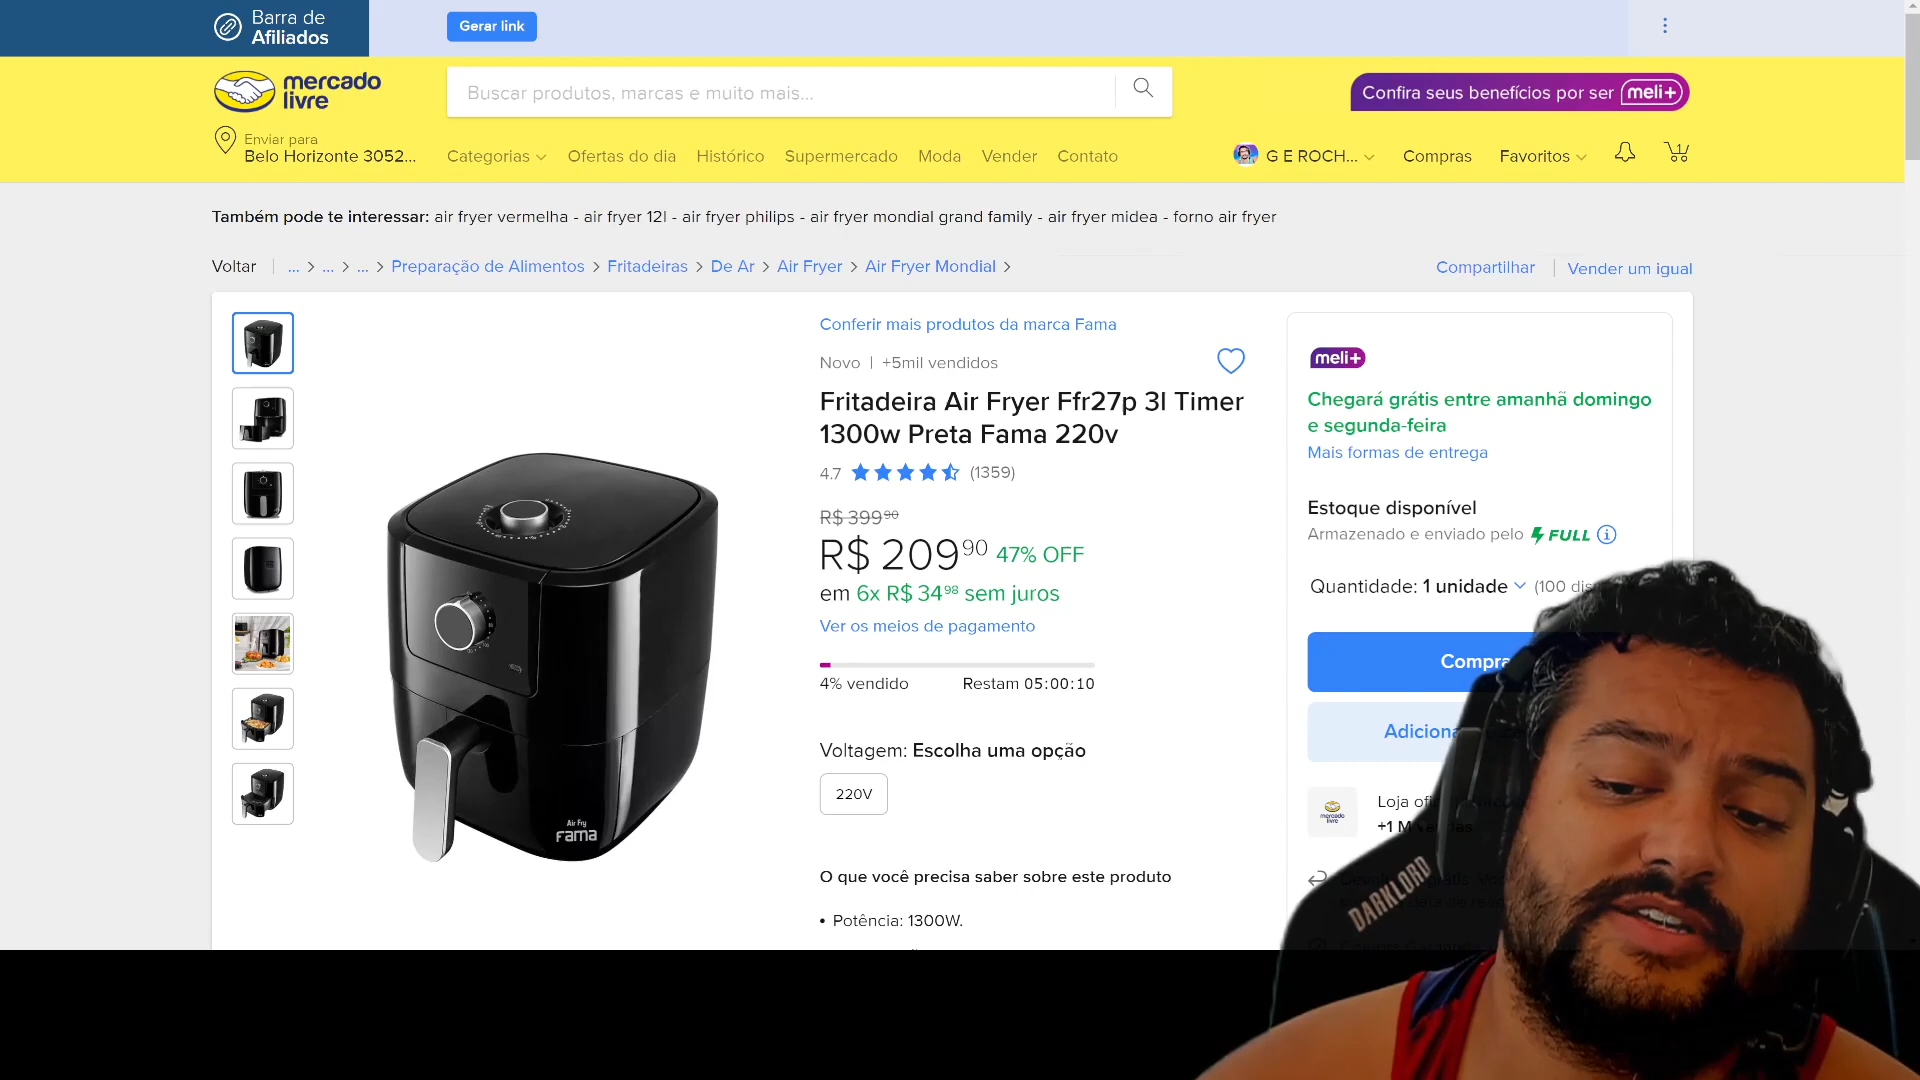 Barra de
Afiliados
Gerar link
mercado
livre
Buscar produtos, marcas e muito mais...
Confira seus benefícios por ser meli+
Enviar para
Belo Horizonte 3052...
Categorias
Ofertas do dia
Histórico
Supermercado
Moda
Vender
Contato
G E ROCH...
Compras
Favoritos
1
Também pode te interessar: air fryer vermelha - air fryer 12l - air fryer philips - air fryer mondial grand family - air fryer midea - forno air fryer
Voltar
... > ... > ... > Preparação de Alimentos > Fritadeiras > De Ar > Air Fryer > Air Fryer Mondial >
Compartilhar
Vender um igual
Conferir mais produtos da marca Fama
Novo | +5mil vendidos
Fritadeira Air Fryer Ffr27p 3l Timer
1300w Preta Fama 220v
4.7 (1359)
R$ 399 90
R$ 209 90 47% OFF
em 6x R$ 34 98 sem juros
Ver os meios de pagamento
4% vendido
Restam 05:00:10
Voltagem: Escolha uma opção
220V
O que você precisa saber sobre este produto
• Potência: 1300W.
Air Fry
Fama
meli+
Chegará grátis entre amanhã domingo
e segunda-feira
Mais formas de entrega
Estoque disponível
Armazenado e enviado pelo FULL
Quantidade: 1 unidade (100 dis
Compra
Adiciona
mercado
livre
Loja ofi
+1 M
DARKLORD